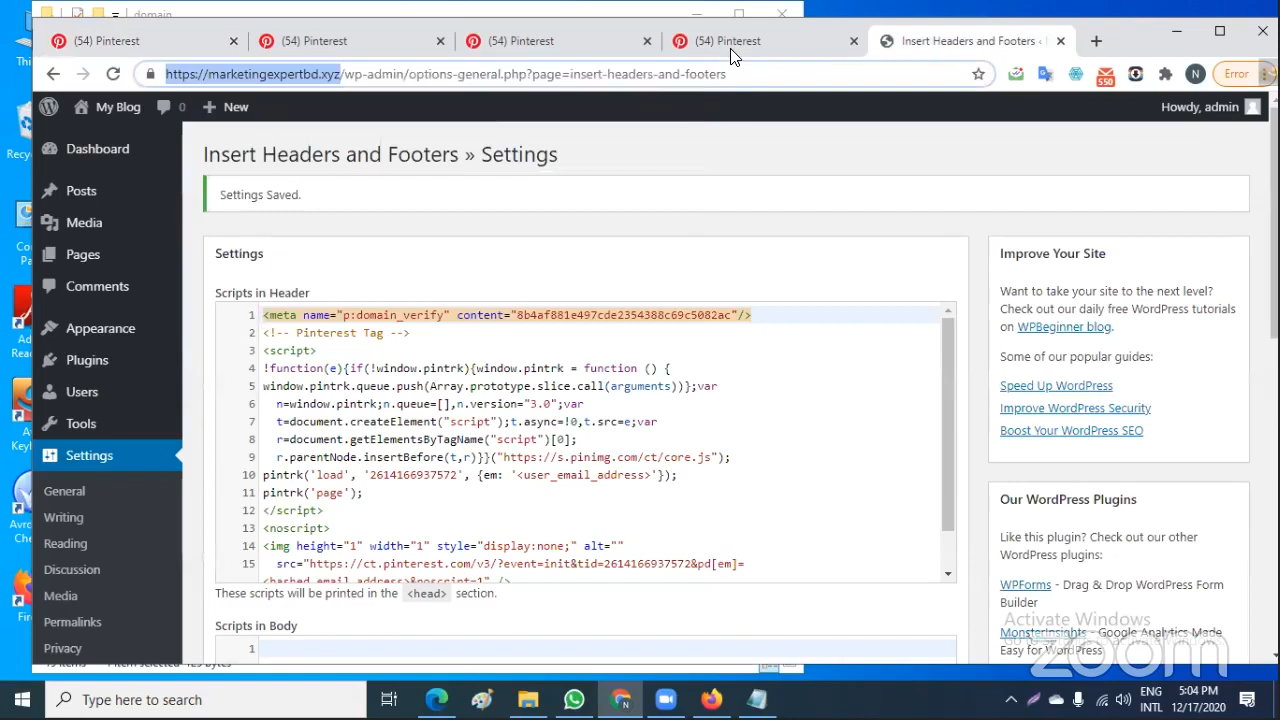 domain
(54) Pinterest
(54) Pinterest
(54) Pinterest
(54) Pinterest
Insert Headers and Footers ‹
https://marketingexpertbd.xyz/wp-admin/options-general.php?page=insert-headers-and-footers
550
N
Error
My Blog
0
New
Howdy, admin
Dashboard
Posts
Media
Pages
Comments
Appearance
Plugins
Users
Tools
Settings
General
Writing
Reading
Discussion
Media
Permalinks
Privacy
Insert Headers and Footers » Settings
Settings Saved.
Settings
Scripts in Header
1 <meta name="p:domain_verify" content="8b4af881e497cde2354388c69c5082ac"/>
2 <!-- Pinterest Tag -->
3 <script>
4 !function(e){if(!window.pintrk){window.pintrk = function () {
5 window.pintrk.queue.push(Array.prototype.slice.call(arguments))};var
6 n=window.pintrk;n.queue=[],n.version="3.0";var
7 t=document.createElement("script");t.async=!0,t.src=e;var
8 r=document.getElementsByTagName("script")[0];
9 r.parentNode.insertBefore(t,r)}}("https://s.pinimg.com/ct/core.js");
10 pintrk('load', '2614166937572', {em: '<user_email_address>'});
11 pintrk('page');
12 </script>
13 <noscript>
14 <img height="1" width="1" style="display:none;" alt=""
15 src="https://ct.pinterest.com/v3/?event=init&tid=2614166937572&pd[em]=
<hashed_email_address>&noscript=1" />
These scripts will be printed in the <head> section.
Scripts in Body
1
Improve Your Site
Want to take your site to the next level?
Check out our daily free WordPress tutorials
on WPBeginner blog.
Some of our popular guides:
Speed Up WordPress
Improve WordPress Security
Boost Your WordPress SEO
Our WordPress Plugins
Like this plugin? Check out our other
WordPress plugins:
WPForms - Drag & Drop WordPress Form
Builder
MonsterInsights - Google Analytics Made
Easy for WordPress
Activate Windows
zoom
Type here to search
N
ENG
INTL
5:04 PM
12/17/2020